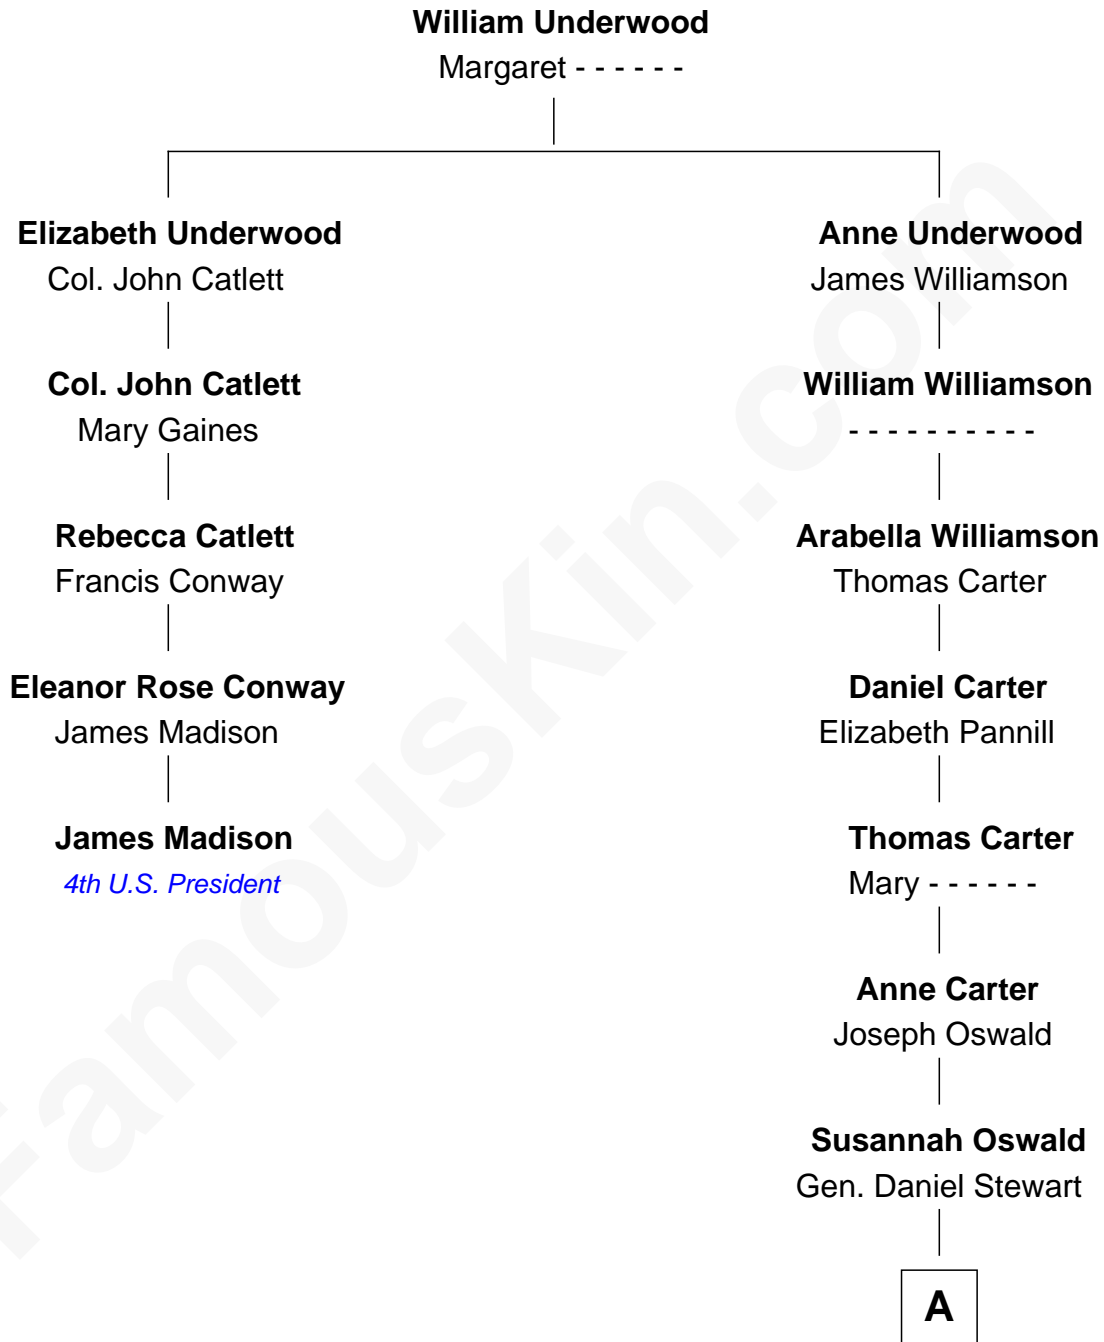 William Underwood
Margaret - - - - - -
Elizabeth Underwood
Col. John Catlett
Col. John Catlett
Mary Gaines
Rebecca Catlett
Francis Conway
Eleanor Rose Conway
James Madison
James Madison
4th U.S. President
Anne Underwood
James Williamson
William Williamson
- - - - - - - - - -
Arabella Williamson
Thomas Carter
Daniel Carter
Elizabeth Pannill
Thomas Carter
Mary - - - - - -
Anne Carter
Joseph Oswald
Susannah Oswald
Gen. Daniel Stewart
A
FamousKin.com